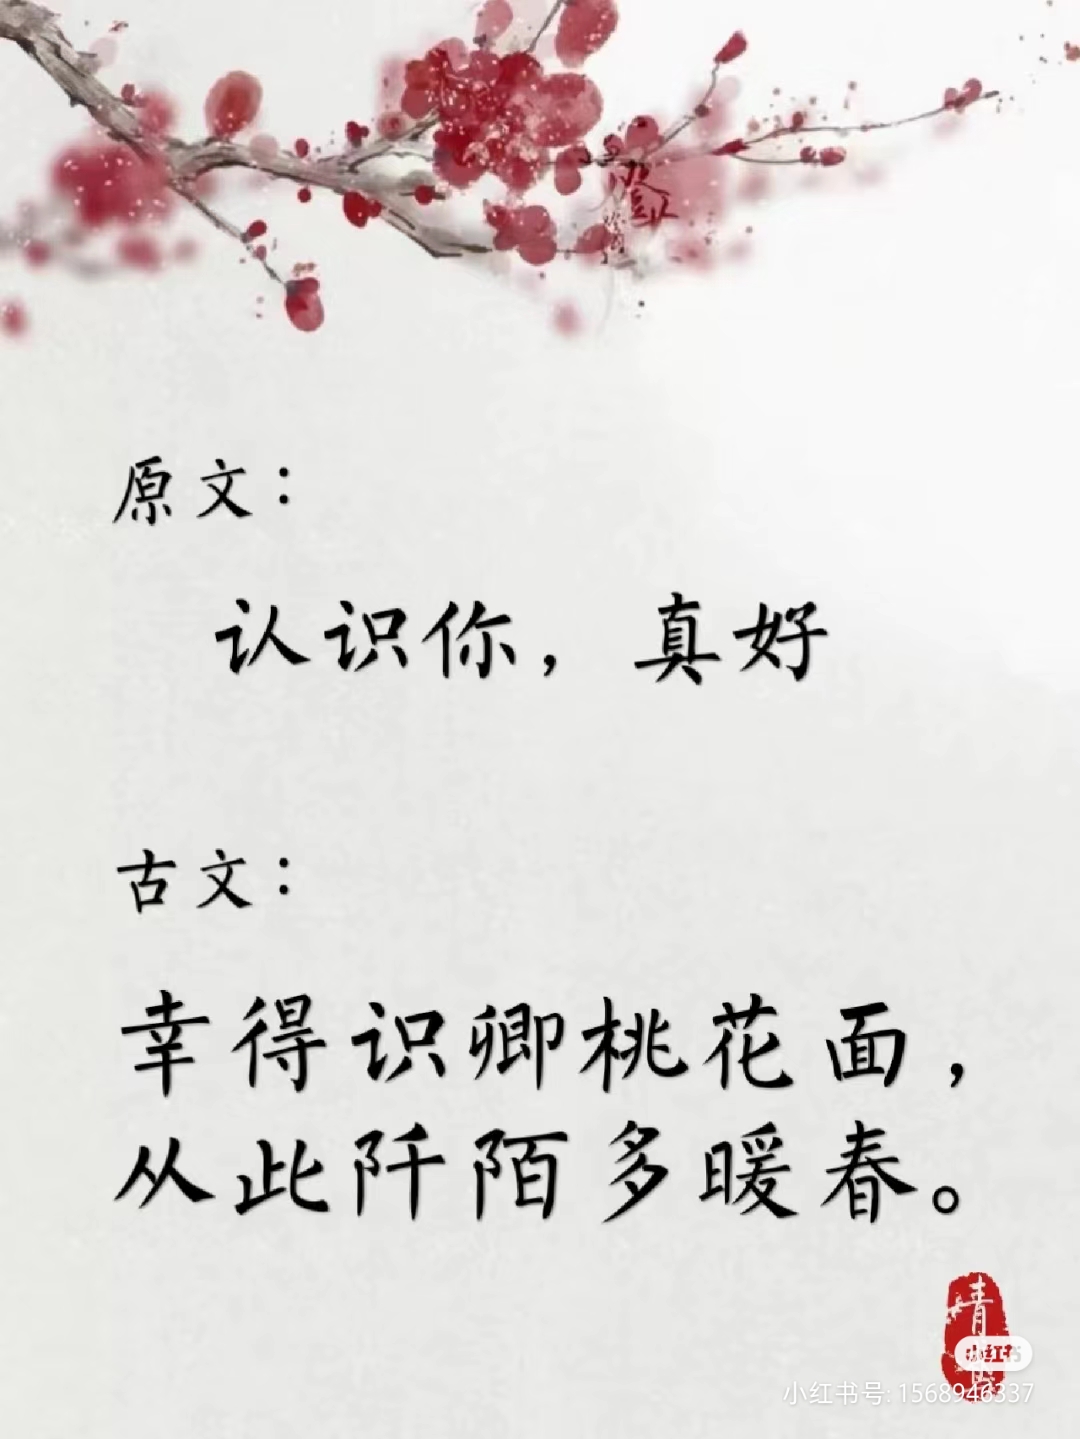 原文：
认识你，真好
古文：
幸得识卿桃花面，
从此阡陌多暖春。
小红书
小红书号: 1568946337